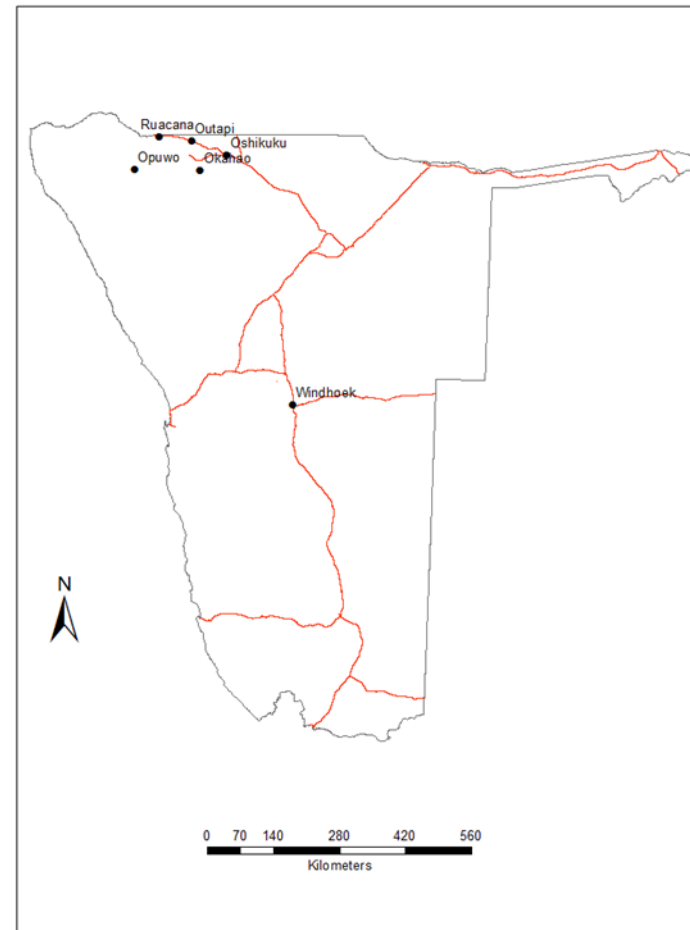 Ruacana
Outapi
Oshikuku
Opuwo
Okahao
Windhoek
N
0 70 140 280 420 560
Kilometers